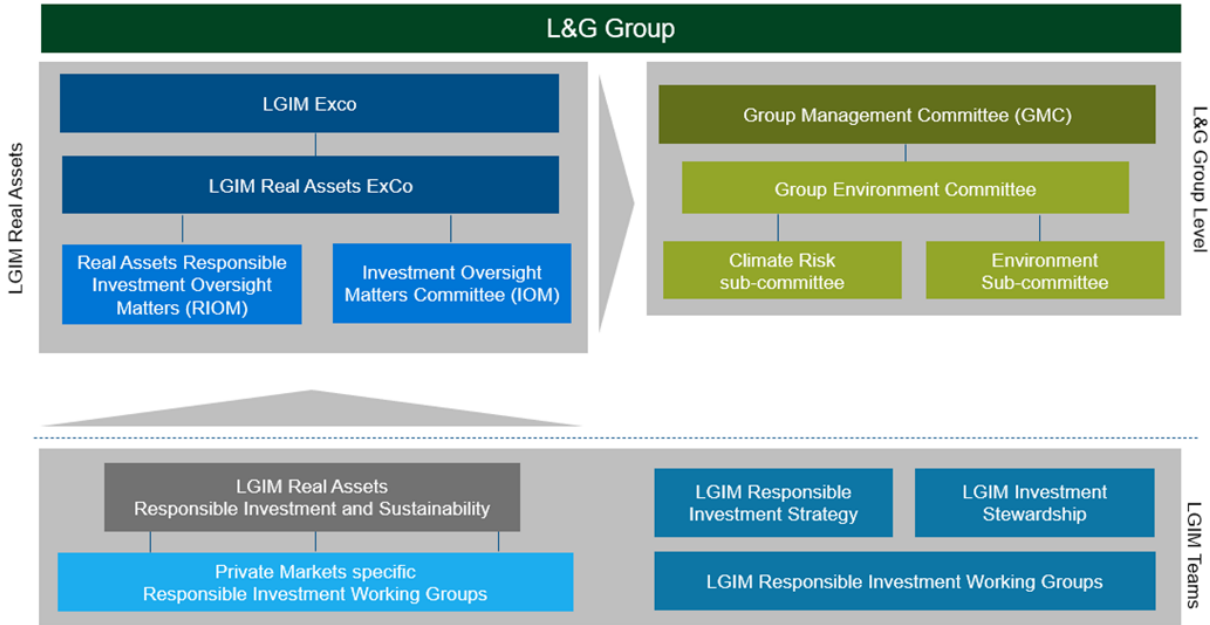 L&G Group
LGIM Real Assets
LGIM Exco
LGIM Real Assets ExCo
Real Assets Responsible
Investment Oversight
Matters (RIOM)
Investment Oversight
Matters Committee (IOM)
Group Management Committee (GMC)
Group Environment Committee
Climate Risk
sub-committee
Environment
Sub-committee
L&G Group Level
LGIM Real Assets
Responsible Investment and Sustainability
Private Markets specific
Responsible Investment Working Groups
LGIM Responsible
Investment Strategy
LGIM Investment
Stewardship
LGIM Responsible Investment Working Groups
LGIM Teams